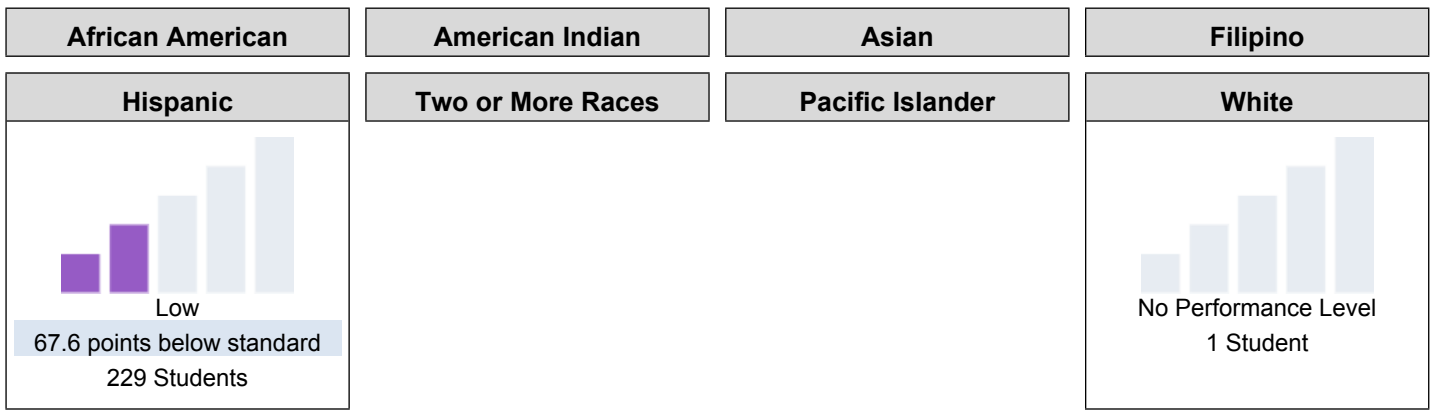 African American
American Indian
Asian
Filipino
Hispanic
Two or More Races
Pacific Islander
White
Low
67.6 points below standard
229 Students
No Performance Level
1 Student